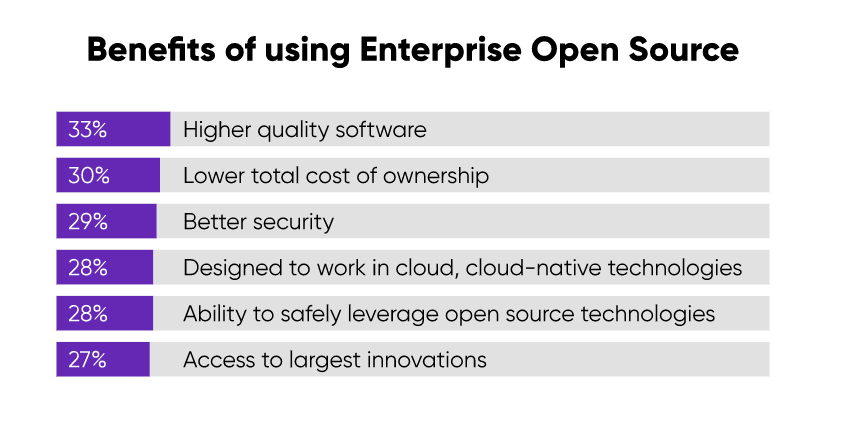 Benefits of using Enterprise Open Source
33% Higher quality software
30% Lower total cost of ownership
29% Better security
28% Designed to work in cloud, cloud-native technologies
28% Ability to safely leverage open source technologies
27% Access to largest innovations